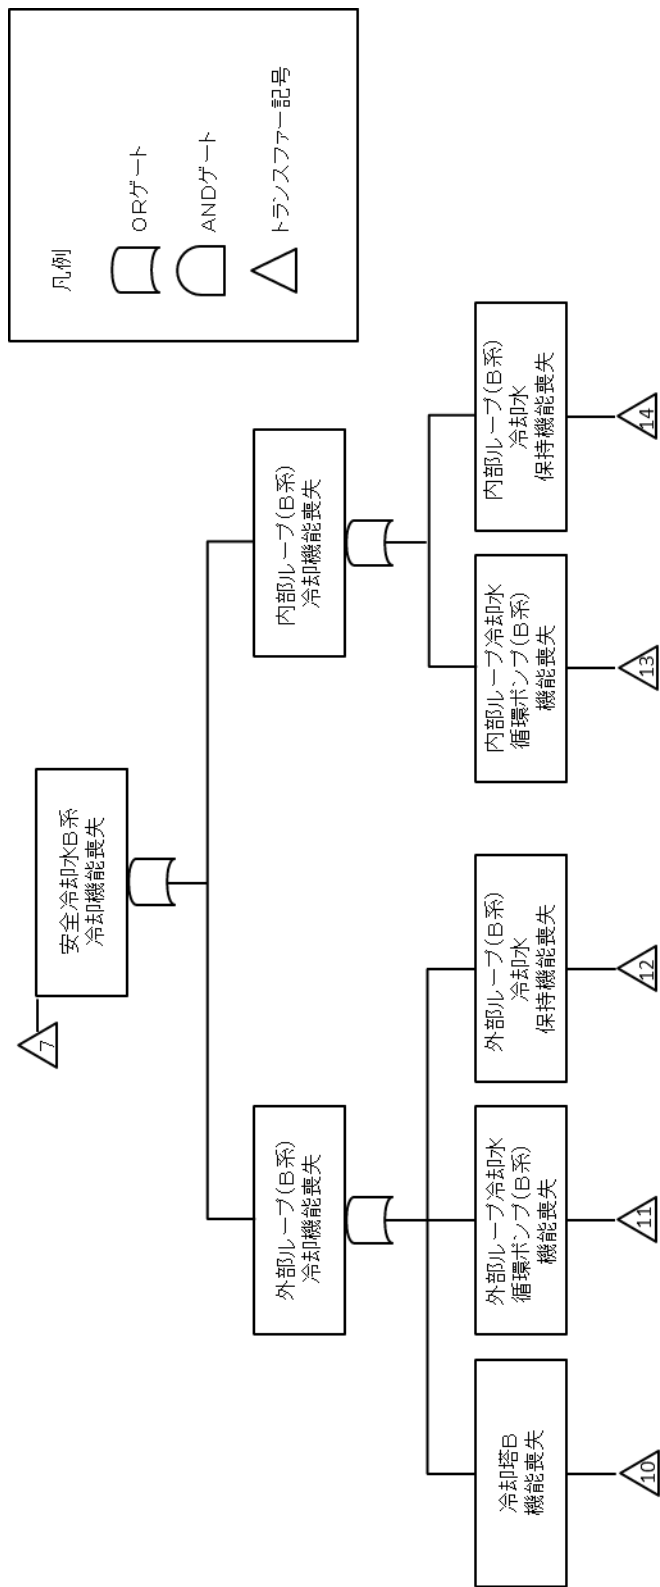 7
安全冷却水B系
冷却機能喪失
外部ループ(B系)
冷却機能喪失
内部ループ(B系)
冷却機能喪失
冷却塔B
機能喪失
外部ループ冷却水
循環ポンプ(B系)
機能喪失
外部ループ(B系)
冷却水
保持機能喪失
内部ループ冷却水
循環ポンプ(B系)
機能喪失
内部ループ(B系)
冷却水
保持機能喪失
10
11
12
13
14
凡例
ORゲート
ANDゲート
トランスファー記号